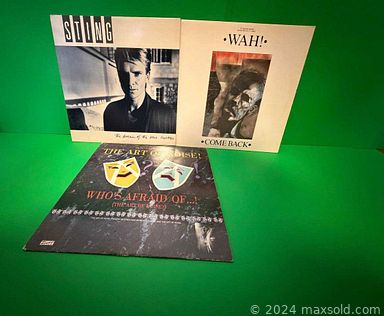 STING
the dream of the blue turtles
·WAH!·
·COME BACK·
THE ART OF NOISE!
WHO'S AFRAID OF...!
(THE ART OF NOISE!)
© 2024 maxsold.com